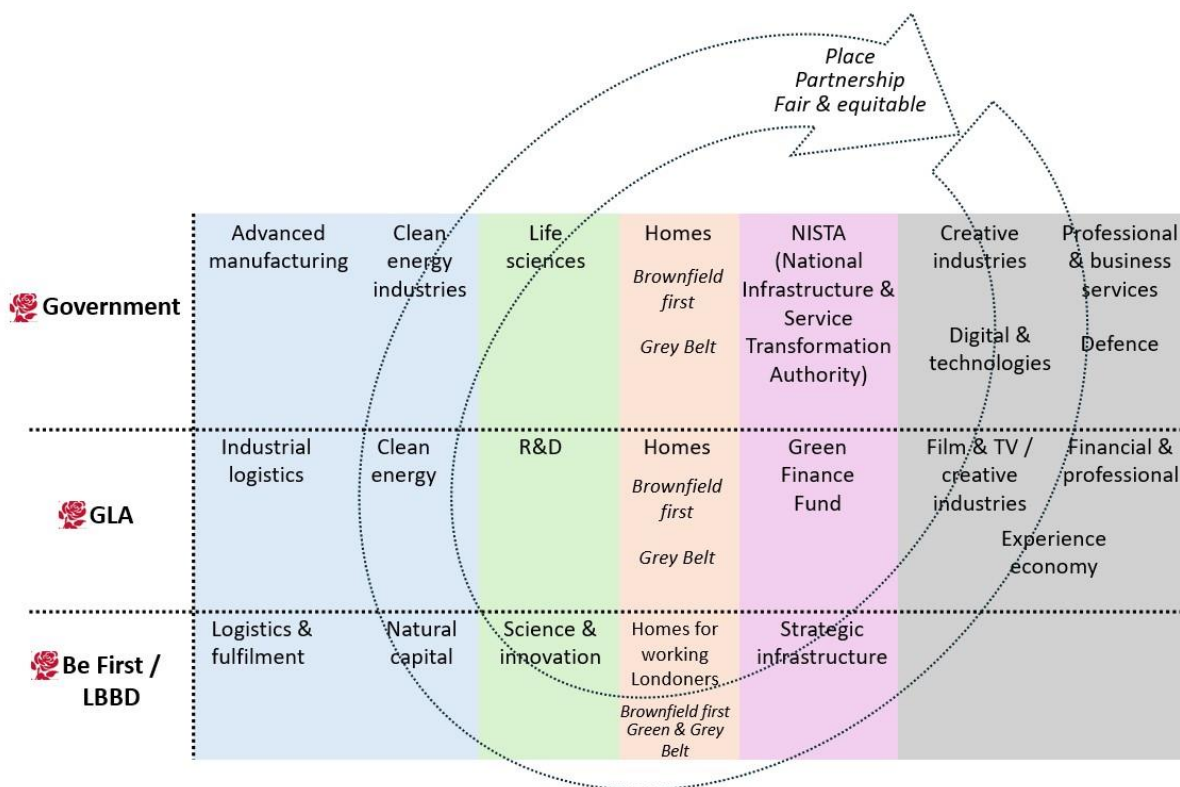 Place
Partnership
Fair & equitable
Government
Advanced
manufacturing
Clean
energy
industries
Life
sciences
Homes
Brownfield
first
Grey Belt
NISTA
(National
Infrastructure &
Service
Transformation
Authority)
Creative
industries
Digital &
technologies
Professional
& business
services
Defence
GLA
Industrial
logistics
Clean
energy
R&D
Homes
Brownfield
first
Grey Belt
Green
Finance
Fund
Film & TV /
creative
industries
Financial &
professional
Experience
economy
Be First /
LBBD
Logistics &
fulfilment
Natural
capital
Science &
innovation
Homes for
working
Londoners
Brownfield first
Green & Grey
Belt
Strategic
infrastructure